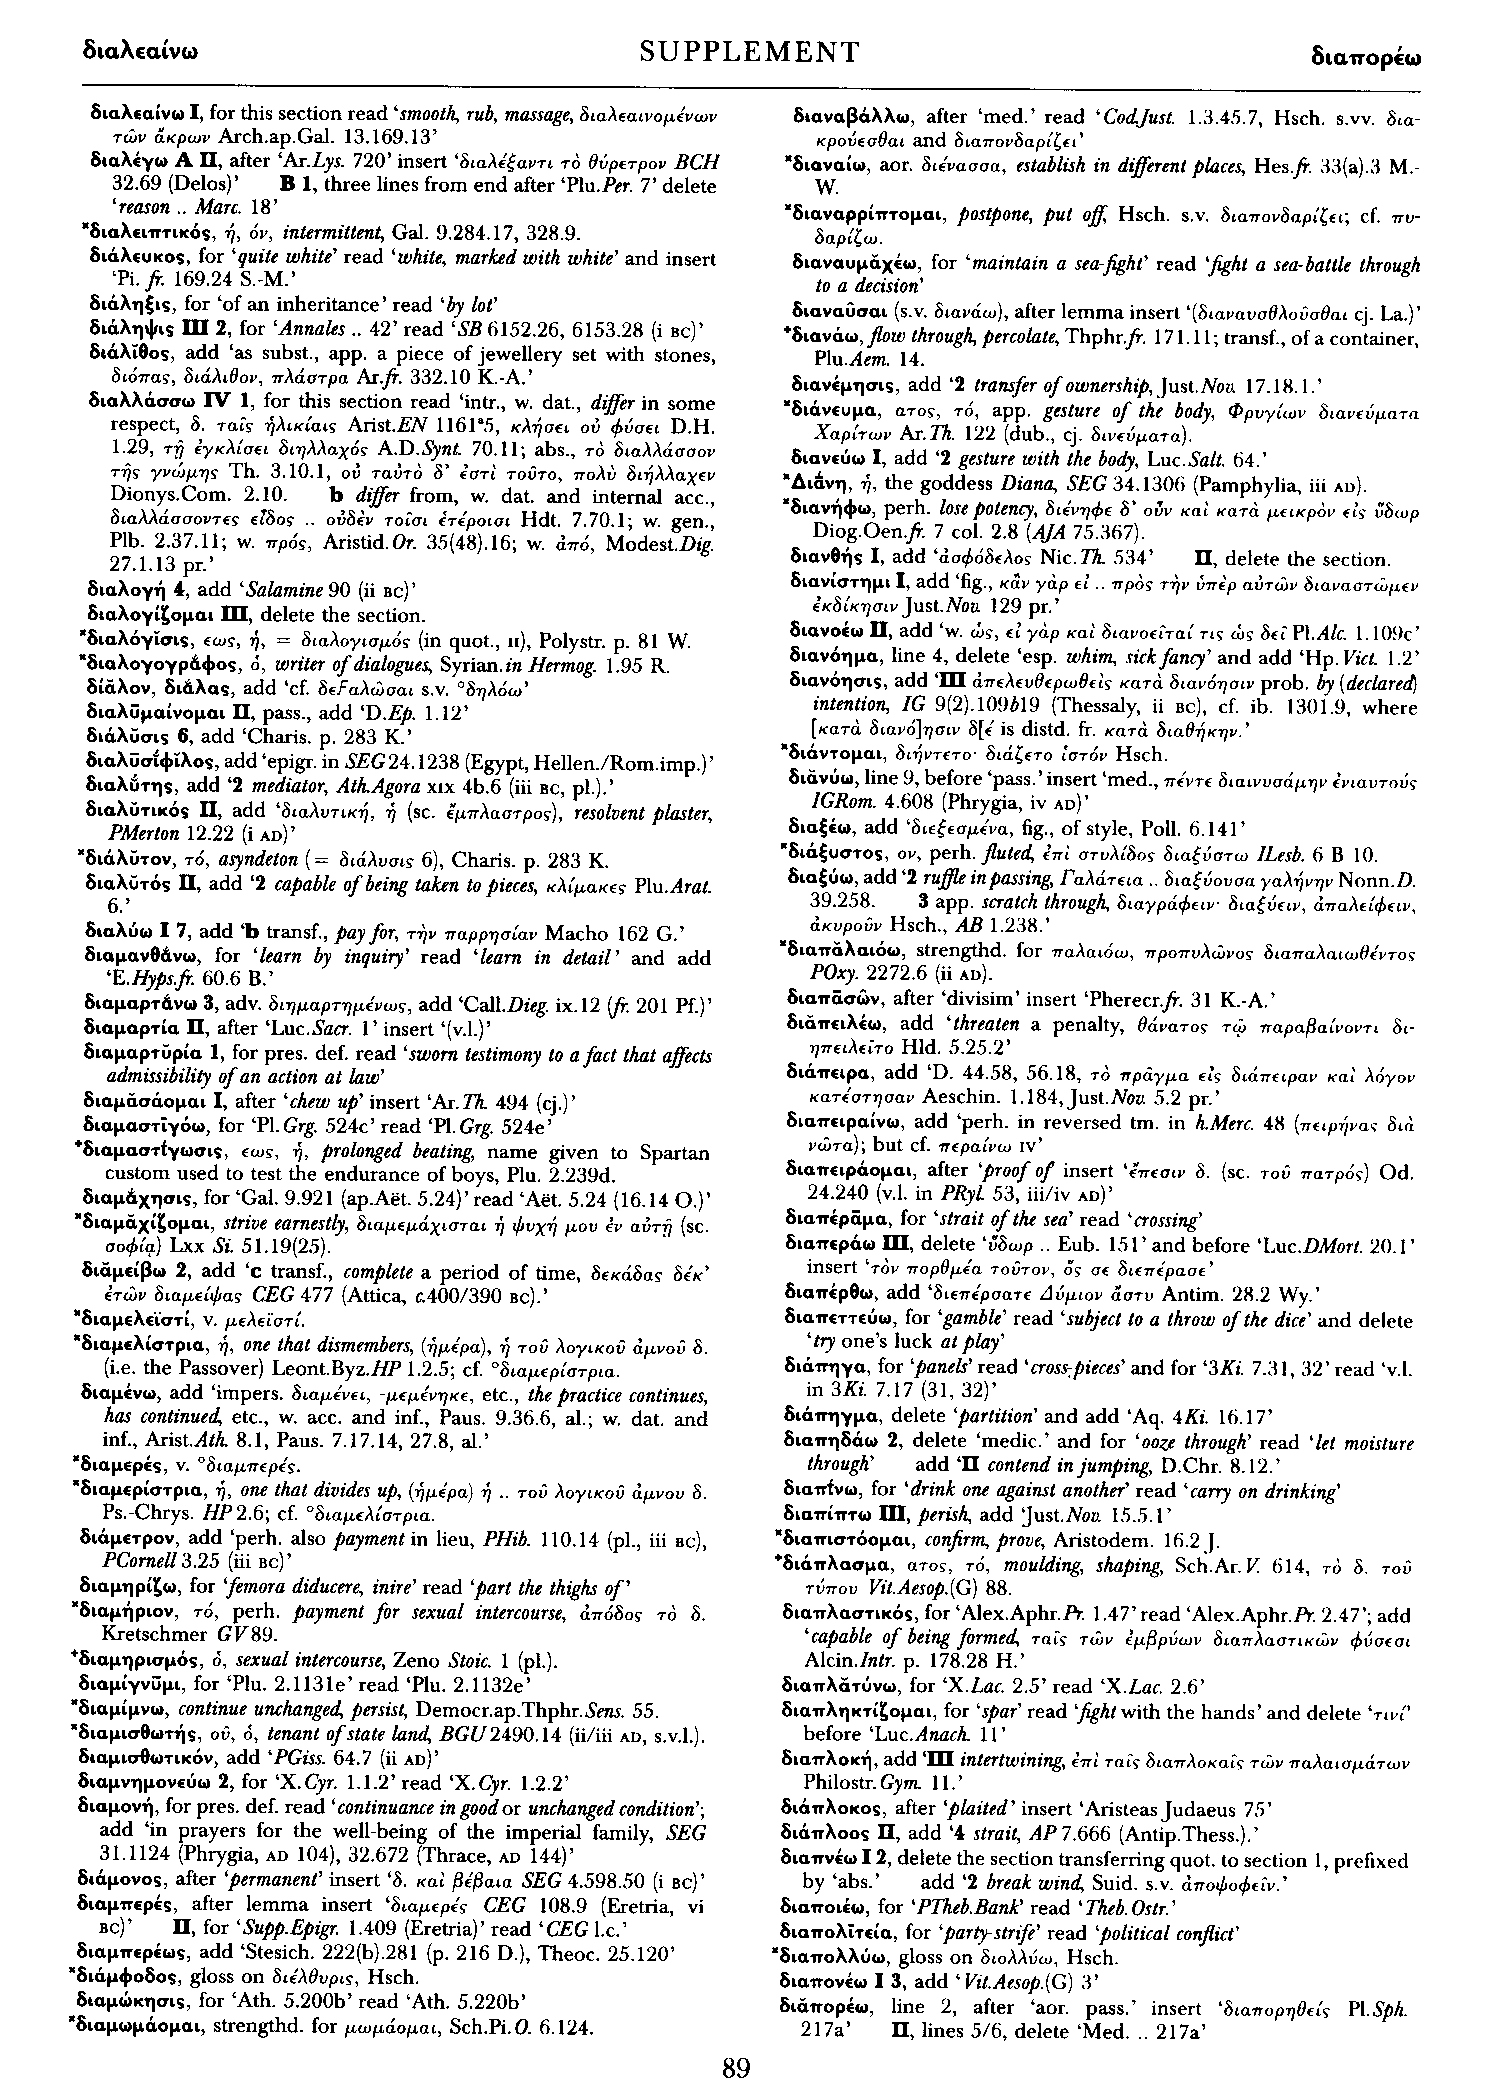 διαλεαίνω
SUPPLEMENT
διαπορέω
διαλεαίνω I, for this section read ‘smooth, rub, massage, διαλεαινομένων
τῶν ἄκρων Arch.ap.Gal. 13.169.13’
διαλέγω A II, after ‘Ar.Lys. 720’ insert ‘διαλέξαντι τὸ θύρετρον BCH
32.69 (Delos)’ B 1, three lines from end after ‘Plu.Per. 7’ delete
‘reason .. Marc. 18’
*διαλειπτικός, ή, όν, intermittent, Gal. 9.284.17, 328.9.
διάλευκος, for ‘quite white’ read ‘white, marked with white’ and insert
‘Pi. fr. 169.24 S.-M.’
διάληξις, for ‘of an inheritance’ read ‘by lot’
διάληψις III 2, for ‘Annales .. 42’ read ‘SB 6152.26, 6153.28 (i BC)’
διάλῐθος, add ‘as subst., app. a piece of jewellery set with stones,
διόπας, διάλιθον, πλάστρα Ar.fr. 332.10 K.-A.’
διαλλάσσω IV 1, for this section read ‘intr., w. dat., differ in some
respect, δ. ταῖς ἡλικίαις Arist.EN 1161ᵃ5, κλήσει οὐ φύσει D.H.
1.29, τῇ ἐγκλίσει διηλλαχός A.D.Synt. 70.11; abs., τὸ διαλλάσσον
τῆς γνώμης Th. 3.10.1, οὐ ταὐτὸ δ’ ἐστὶ τοῦτο, πολὺ διήλλαχεν
Dionys.Com. 2.10. b differ from, w. dat. and internal acc.,
διαλλάσσοντες εἶδος .. οὐδὲν τοῖσι ἑτέροισι Hdt. 7.70.1; w. gen.,
Plb. 2.37.11; w. πρός, Aristid.Or. 35(48).16; w. ἀπό, Modest.Dig.
27.1.13 pr.’
διαλογή 4, add ‘Salamine 90 (ii BC)’
διαλογίζομαι III, delete the section.
*διαλόγῐσις, εως, ἡ, = διαλογισμός (in quot., II), Polystr. p. 81 W.
*διαλογογράφος, ὁ, writer of dialogues, Syrian.in Hermog. 1.95 R.
δίᾱλον, διάλας, add ‘cf. δεϝαλῶσαι s.v. °δηλόω’
διαλῡμαίνομαι II, pass., add ‘D.Ep. 1.12’
διάλῠσις 6, add ‘Charis. p. 283 K.’
διαλῡσίφῐλος, add ‘epigr. in SEG 24.1238 (Egypt, Hellen./Rom.imp.)’
διαλύτης, add ‘2 mediator, Ath.Agora XIX 4b.6 (iii BC, pl.).’
διαλῠτικός II, add ‘διαλυτική, ἡ (sc. ἔμπλαστρος), resolvent plaster,
PMerton 12.22 (i AD)’
*διάλῠτον, τό, asyndeton (= διάλυσις 6), Charis. p. 283 K.
διαλῠτός II, add ‘2 capable of being taken to pieces, κλίμακες Plu.Arat.
6.’
διαλύω I 7, add ‘b transf., pay for, τὴν παρρησίαν Macho 162 G.’
διαμανθάνω, for ‘learn by inquiry’ read ‘learn in detail’ and add
‘E.Hyps.fr. 60.6 B.’
διαμαρτάνω 3, adv. διημαρτημένως, add ‘Call.Dieg. ix.12 (fr. 201 Pf.)’
διαμαρτία II, after ‘Luc.Sacr. 1’ insert ‘(v.l.)’
διαμαρτῠρία 1, for pres. def. read ‘sworn testimony to a fact that affects
admissibility of an action at law’
διαμᾰσάομαι I, after ‘chew up’ insert ‘Ar.Th. 494 (cj.)’
διαμαστῑγόω, for ‘Pl.Grg. 524c’ read ‘Pl.Grg. 524e’
⁺διαμαστίγωσις, εως, ἡ, prolonged beating, name given to Spartan
custom used to test the endurance of boys, Plu. 2.239d.
διαμάχησις, for ‘Gal. 9.921 (ap.Aët. 5.24)’ read ‘Aët. 5.24 (16.14 O.)’
*διαμᾰχίζομαι, strive earnestly, διαμεμάχισται ἡ ψυχή μου ἐν αὐτῇ (sc.
σοφίᾳ) Lxx Si. 51.19(25).
διᾰμείβω 2, add ‘c transf., complete a period of time, δεκάδας δέκ’
ἐτῶν διαμείψας CEG 477 (Attica, c.400/390 BC).’
*διαμελεϊστί, v. μελεϊστί.
*διαμελίστρια, ἡ, one that dismembers, (ἡμέρα), ἡ τοῦ λογικοῦ ἀμνοῦ δ.
(i.e. the Passover) Leont.Byz.HP 1.2.5; cf. °διαμερίστρια.
διαμένω, add ‘impers. διαμένει, -μεμένηκε, etc., the practice continues,
has continued, etc., w. acc. and inf., Paus. 9.36.6, al.; w. dat. and
inf., Arist.Ath. 8.1, Paus. 7.17.14, 27.8, al.’
*διαμερές, v. °διαμπερές.
*διαμερίστρια, ἡ, one that divides up, (ἡμέρα) ἡ .. τοῦ λογικοῦ ἀμνου δ.
Ps.-Chrys. HP 2.6; cf. °διαμελίστρια.
διάμετρον, add ‘perh. also payment in lieu, PHib. 110.14 (pl., iii BC),
PCornell 3.25 (iii BC)’
διαμηρίζω, for ‘femora diducere, inire’ read ‘part the thighs of’
*διαμήριον, τό, perh. payment for sexual intercourse, ἀπόδος τὸ δ.
Kretschmer GV 89.
⁺διαμηρισμός, ὁ, sexual intercourse, Zeno Stoic. 1 (pl.).
διαμίγνῡμι, for ‘Plu. 2.1131e’ read ‘Plu. 2.1132e’
*διαμίμνω, continue unchanged, persist, Democr.ap.Thphr.Sens. 55.
*διαμισθωτής, οῦ, ὁ, tenant of state land, BGU 2490.14 (ii/iii AD, s.v.l.).
διαμισθωτικόν, add ‘PGiss. 64.7 (ii AD)’
διαμνημονεύω 2, for ‘X.Cyr. 1.1.2’ read ‘X.Cyr. 1.2.2’
διαμονή, for pres. def. read ‘continuance in good or unchanged condition’;
add ‘in prayers for the well-being of the imperial family, SEG
31.1124 (Phrygia, AD 104), 32.672 (Thrace, AD 144)’
διάμονος, after ‘permanent’ insert ‘δ. καὶ βέβαια SEG 4.598.50 (i BC)’
διαμπερές, after lemma insert ‘διαμερές CEG 108.9 (Eretria, vi
BC)’ II, for ‘Supp.Epigr. 1.409 (Eretria)’ read ‘CEG l.c.’
διαμπερέως, add ‘Stesich. 222(b).281 (p. 216 D.), Theoc. 25.120’
*διάμφοδος, gloss on διέλθυρις, Hsch.
διαμώκησις, for ‘Ath. 5.200b’ read ‘Ath. 5.220b’
*διαμωμάομαι, strengthd. for μωμάομαι, Sch.Pi.O. 6.124.
διαναβάλλω, after ‘med.’ read ‘Cod.Just. 1.3.45.7, Hsch. s.vv. δια-
κρούεσθαι and διαπονδαρίζει’
*διαναίω, aor. διένασσα, establish in different places, Hes.fr. 33(a).3 M.-
W.
*διαναρρίπτομαι, postpone, put off, Hsch. s.v. διαπονδαρίζει; cf. πυ-
δαρίζω.
διαναυμᾰχέω, for ‘maintain a sea-fight’ read ‘fight a sea-battle through
to a decision’
διαναῦσαι (s.v. διανάω), after lemma insert ‘(διαναυσθλοῦσθαι cj. La.)’
⁺διανάω, flow through, percolate, Thphr.fr. 171.11; transf., of a container,
Plu.Aem. 14.
διανέμησις, add ‘2 transfer of ownership, Just.Nov. 17.18.1.’
*διάνευμα, ατος, τό, app. gesture of the body, Φρυγίων διανεύματα
Χαρίτων Ar.Th. 122 (dub., cj. δινεύματα).
διανεύω I, add ‘2 gesture with the body, Luc.Salt. 64.’
*Διᾶνη, ἡ, the goddess Diana, SEG 34.1306 (Pamphylia, iii AD).
*διανήφω, perh. lose potency, διένηφε δ’ οὖν καὶ κατὰ μεικρὸν εἰς ὕδωρ
Diog.Oen.fr. 7 col. 2.8 (AJA 75.367).
διανθής I, add ‘ἀσφόδελος Nic.Th. 534’ II, delete the section.
διανίστημι I, add ‘fig., κἂν γὰρ εἰ .. πρὸς τὴν ὑπὲρ αὐτῶν διαναστῶμεν
ἐκδίκησιν Just.Nov. 129 pr.’
διανοέω II, add ‘w. ὡς, εἰ γὰρ καὶ διανοεῖταί τις ὡς δεῖ Pl.Alc. 1.109c’
διανόημα, line 4, delete ‘esp. whim, sick fancy’ and add ‘Hp.Vict. 1.2’
διανόησις, add ‘III ἀπελευθερωθεὶς κατὰ διανόησιν prob. by (declared)
intention, IG 9(2).109b19 (Thessaly, ii BC), cf. ib. 1301.9, where
[κατὰ διανό]ησιν δ[έ is distd. fr. κατὰ διαθήκην.’
*διάντομαι, διήντετο· διάζετο ἱστόν Hsch.
διᾰνύω, line 9, before ‘pass.’ insert ‘med., πέντε διαινυσάμην ἐνιαυτούς
IGRom. 4.608 (Phrygia, iv AD)’
διαξέω, add ‘διεξεσμένα, fig., of style, Poll. 6.141’
*διάξυστος, ον, perh. fluted, ἐπὶ στυλίδος διαξύστω ILesb. 6 B 10.
διαξύω, add ‘2 ruffle in passing, Γαλάτεια .. διαξύουσα γαλήνην Nonn.D.
39.258. 3 app. scratch through, διαγράφειν· διαξύειν, ἀπαλείφειν,
ἀκυροῦν Hsch., AB 1.238.’
*διαπᾰλαιόω, strengthd. for παλαιόω, προπυλῶνος διαπαλαιωθέντος
POxy. 2272.6 (ii AD).
διαπᾱσῶν, after ‘divisim’ insert ‘Pherecr.fr. 31 K.-A.’
διᾰπειλέω, add ‘threaten a penalty, θάνατος τῷ παραβαίνοντι δι-
ηπειλεῖτο Hld. 5.25.2’
διάπειρα, add ‘D. 44.58, 56.18, τὸ πρᾶγμα εἰς διάπειραν καὶ λόγον
κατέστησαν Aeschin. 1.184, Just.Nov. 5.2 pr.’
διαπειραίνω, add ‘perh. in reversed tm. in h.Merc. 48 (πειρήνας διὰ
νῶτα); but cf. περαίνω IV’
διαπειράομαι, after ‘proof of’ insert ‘ἔπεσιν δ. (sc. τοῦ πατρός) Od.
24.240 (v.l. in PRyl. 53, iii/iv AD)’
διαπέρᾱμα, for ‘strait of the sea’ read ‘crossing’
διαπεράω III, delete ‘ὕδωρ .. Eub. 151’ and before ‘Luc.DMort. 20.1’
insert ‘τὸν πορθμέα τοῦτον, ὅς σε διεπέρασε’
διαπέρθω, add ‘διεπέρσατε Δύμιον ἄστυ Antim. 28.2 Wy.’
διαπεττεύω, for ‘gamble’ read ‘subject to a throw of the dice’ and delete
‘try one’s luck at play’
διάπηγα, for ‘panels’ read ‘cross-pieces’ and for ‘3Ki. 7.31, 32’ read ‘v.l.
in 3Ki. 7.17 (31, 32)’
διάπηγμα, delete ‘partition’ and add ‘Aq. 4Ki. 16.17’
διαπηδάω 2, delete ‘medic.’ and for ‘ooze through’ read ‘let moisture
through’ add ‘II contend in jumping, D.Chr. 8.12.’
διαπίνω, for ‘drink one against another’ read ‘carry on drinking’
διαπίπτω III, perish, add ‘Just.Nov. 15.5.1’
*διαπιστόομαι, confirm, prove, Aristodem. 16.2 J.
⁺διάπλασμα, ατος, τό, moulding, shaping, Sch.Ar.V. 614, τὸ δ. τοῦ
τύπου Vit.Aesop.(G) 88.
διαπλαστικός, for ‘Alex.Aphr.Pr. 1.47’ read ‘Alex.Aphr.Pr. 2.47’; add
‘capable of being formed, ταῖς τῶν ἐμβρύων διαπλαστικῶν φύσεσι
Alcin.Intr. p. 178.28 H.’
διαπλᾰτύνω, for ‘X.Lac. 2.5’ read ‘X.Lac. 2.6’
διαπληκτίζομαι, for ‘spar’ read ‘fight with the hands’ and delete ‘τινί’
before ‘Luc.Anach. 11’
διαπλοκή, add ‘III intertwining, ἐπὶ ταῖς διαπλοκαῖς τῶν παλαισμάτων
Philostr.Gym. 11.’
διάπλοκος, after ‘plaited’ insert ‘Aristeas Judaeus 75’
διάπλοος II, add ‘4 strait, AP 7.666 (Antip.Thess.).’
διαπνέω I 2, delete the section transferring quot. to section 1, prefixed
by ‘abs.’ add ‘2 break wind, Suid. s.v. ἀποψοφεῖν.’
διαποιέω, for ‘PTheb.Bank’ read ‘Theb.Ostr.’
διαπολῑτεία, for ‘party-strife’ read ‘political conflict’
*διαπολλύω, gloss on διολλύω, Hsch.
διαπονέω I 3, add ‘Vit.Aesop.(G) 3’
διᾰπορέω, line 2, after ‘aor. pass.’ insert ‘διαπορηθείς Pl.Sph.
217a’ II, lines 5/6, delete ‘Med. .. 217a’
89